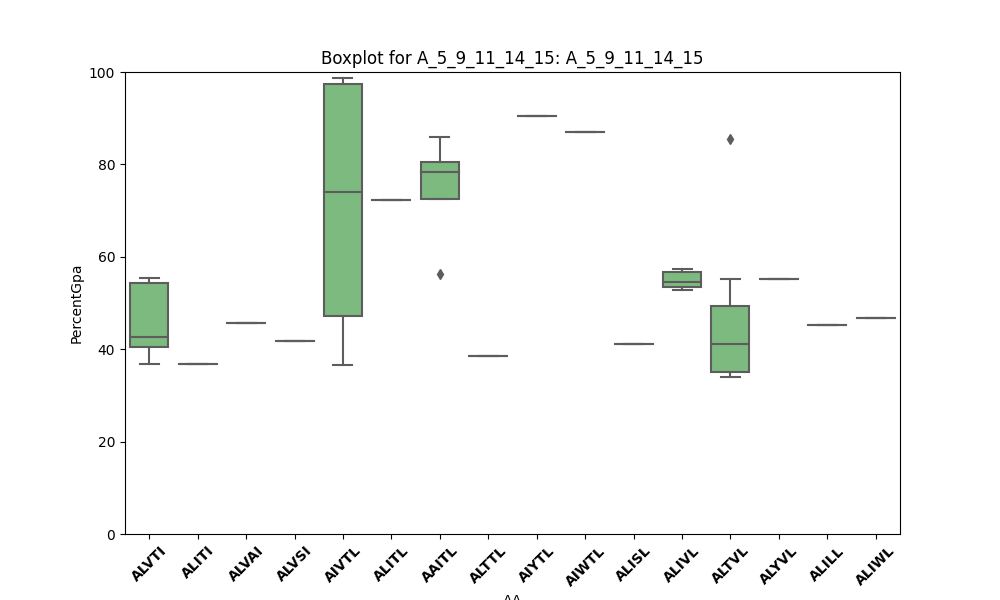 Boxplot for A_5_9_11_14_15: A_5_9_11_14_15
PercentGpa
100
80
60
40
20
0
ALVTI
ALITI
ALVAI
ALVSI
AIVTL
ALITL
AAITL
ALTTL
AIYTL
AIWTL
ALISL
ALIVL
ALTVL
ALYVL
ALILL
ALIWL
AA